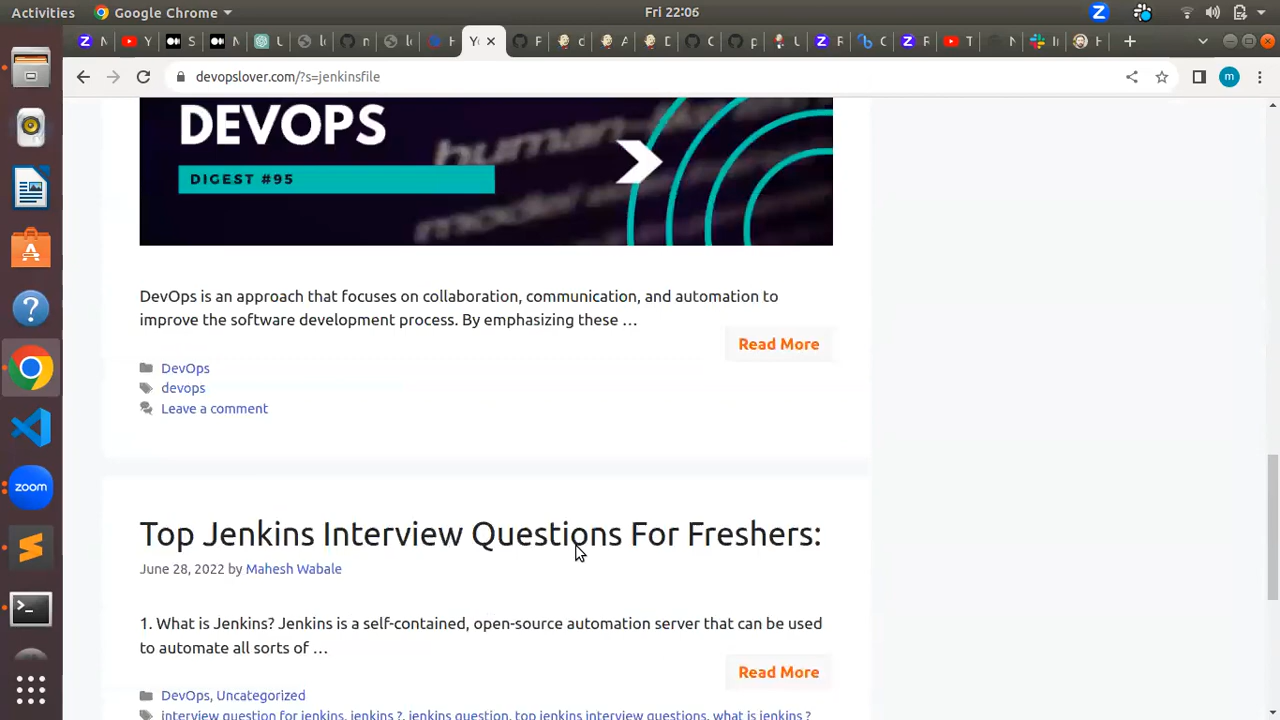 Activities
Google Chrome
Fri 22:06
devopslover.com/?s=jenkinsfile
m
DEVOPS
DIGEST #95
DevOps is an approach that focuses on collaboration, communication, and automation to
improve the software development process. By emphasizing these …
Read More
DevOps
devops
Leave a comment
Top Jenkins Interview Questions For Freshers:
June 28, 2022 by Mahesh Wabale
1. What is Jenkins? Jenkins is a self-contained, open-source automation server that can be used
to automate all sorts of …
Read More
DevOps, Uncategorized
interview question for jenkins, jenkins ?, jenkins question, top jenkins interview questions, what is jenkins ?
zoom